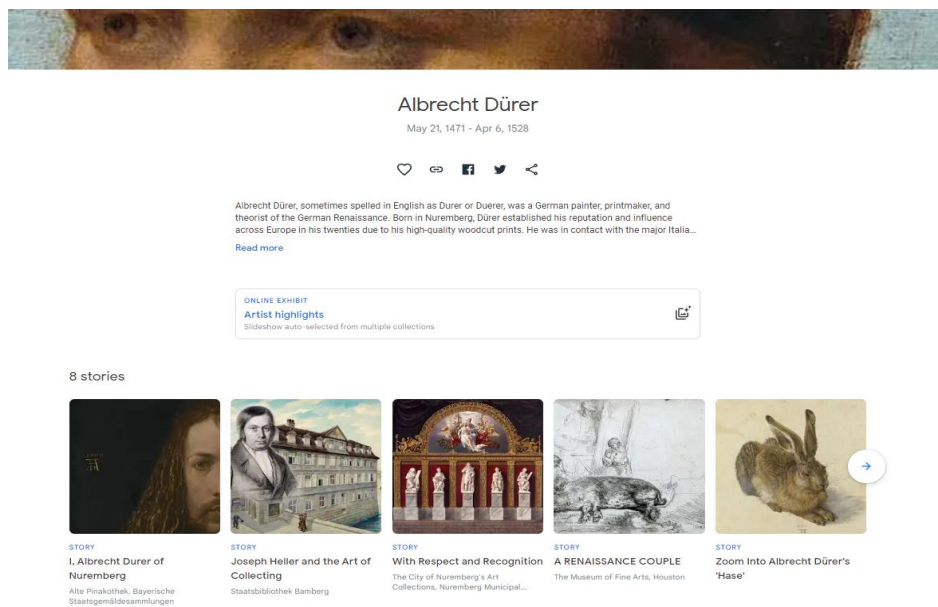 Albrecht Dürer
May 21, 1471 - Apr 6, 1528
Albrecht Dürer, sometimes spelled in English as Durer or Duerer, was a German painter, printmaker, and
theorist of the German Renaissance. Born in Nuremberg, Dürer established his reputation and influence
across Europe in his twenties due to his high-quality woodcut prints. He was in contact with the major Italia...
Read more
ONLINE EXHIBIT
Artist highlights
Slideshow auto-selected from multiple collections
8 stories
STORY
I, Albrecht Durer of
Nuremberg
Alte Pinakothek, Bayerische
Staatsgemäldesammlungen
STORY
Joseph Heller and the Art of
Collecting
Staatsbibliothek Bamberg
STORY
With Respect and Recognition
The City of Nuremberg's Art
Collections, Nuremberg Municipal...
STORY
A RENAISSANCE COUPLE
The Museum of Fine Arts, Houston
STORY
Zoom Into Albrecht Dürer's
'Hase'